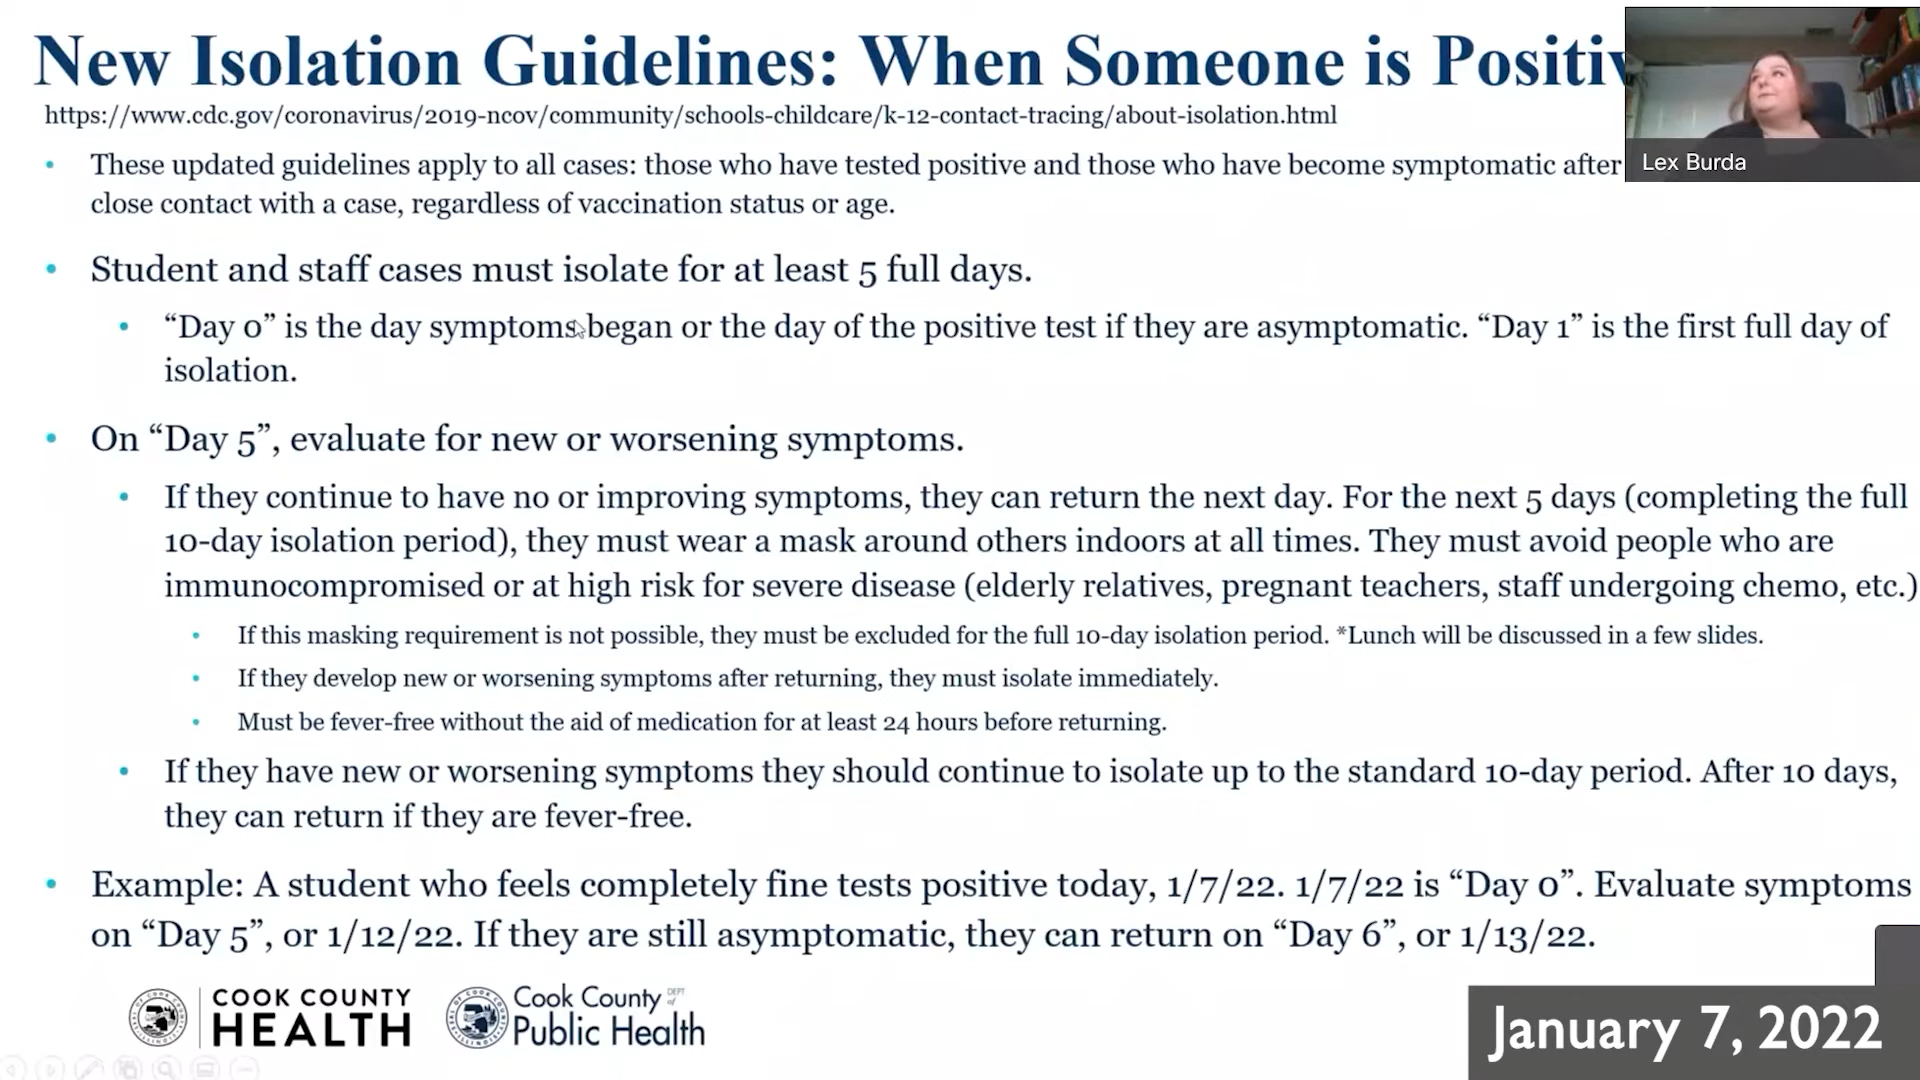 New Isolation Guidelines: When Someone is Positiv
https://www.cdc.gov/coronavirus/2019-ncov/community/schools-childcare/k-12-contact-tracing/about-isolation.html
Lex Burda
• These updated guidelines apply to all cases: those who have tested positive and those who have become symptomatic after
close contact with a case, regardless of vaccination status or age.
• Student and staff cases must isolate for at least 5 full days.
• “Day 0” is the day symptoms began or the day of the positive test if they are asymptomatic. “Day 1” is the first full day of
isolation.
• On “Day 5”, evaluate for new or worsening symptoms.
• If they continue to have no or improving symptoms, they can return the next day. For the next 5 days (completing the full
10-day isolation period), they must wear a mask around others indoors at all times. They must avoid people who are
immunocompromised or at high risk for severe disease (elderly relatives, pregnant teachers, staff undergoing chemo, etc.)
• If this masking requirement is not possible, they must be excluded for the full 10-day isolation period. *Lunch will be discussed in a few slides.
• If they develop new or worsening symptoms after returning, they must isolate immediately.
• Must be fever-free without the aid of medication for at least 24 hours before returning.
• If they have new or worsening symptoms they should continue to isolate up to the standard 10-day period. After 10 days,
they can return if they are fever-free.
• Example: A student who feels completely fine tests positive today, 1/7/22. 1/7/22 is “Day 0”. Evaluate symptoms
on “Day 5”, or 1/12/22. If they are still asymptomatic, they can return on “Day 6”, or 1/13/22.
COOK COUNTY
HEALTH
Cook County DEPT of
Public Health
January 7, 2022